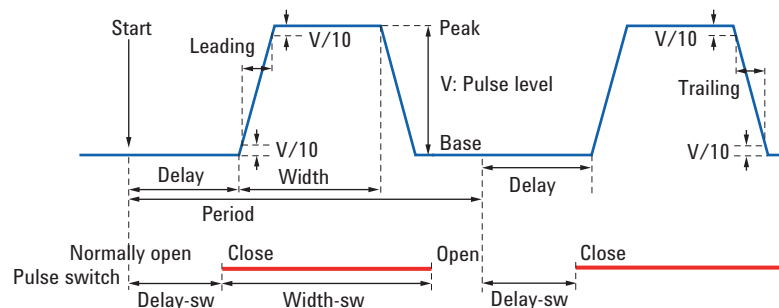 Start
Leading
V/10
Peak
V/10
V: Pulse level
Trailing
V/10
Base
V/10
Delay
Width
Delay
Period
Normally open
Close
Open
Close
Pulse switch
Delay-sw
Width-sw
Delay-sw